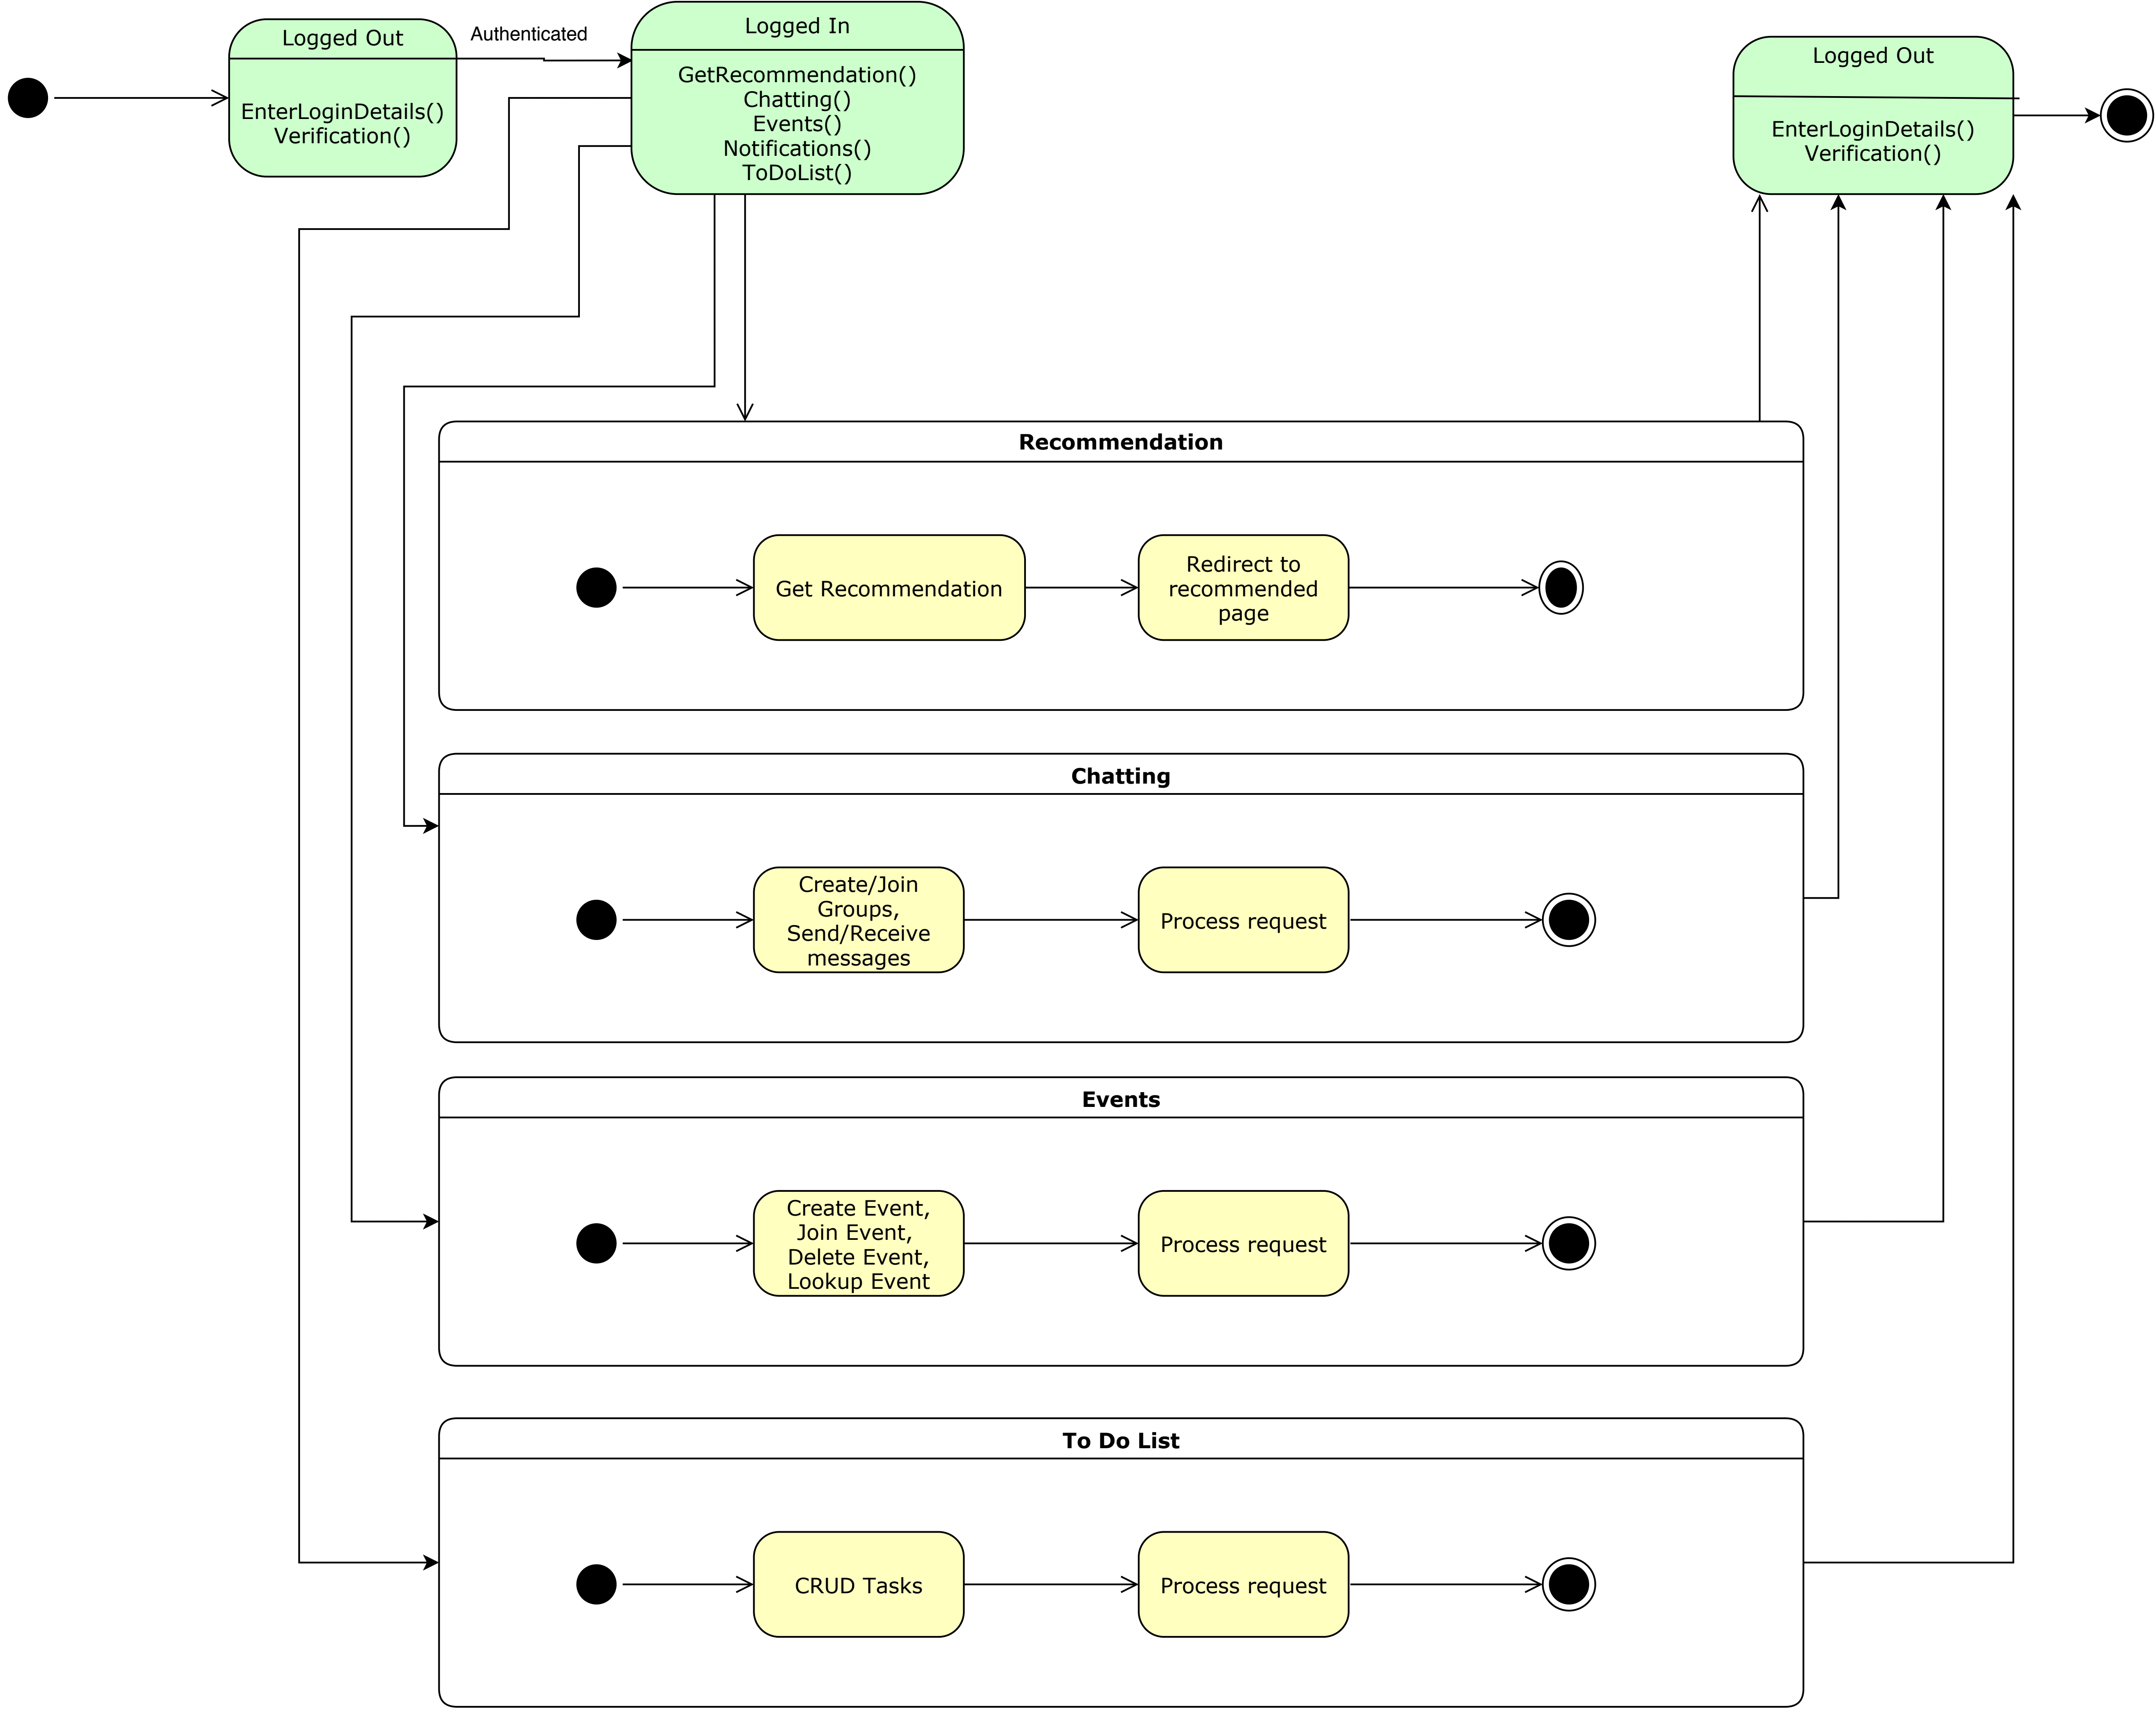 Logged Out
EnterLoginDetails()
Verification()
Authenticated
Logged In
GetRecommendation()
Chatting()
Events()
Notifications()
ToDoList()
Logged Out
EnterLoginDetails()
Verification()
Recommendation
Get Recommendation
Redirect to
recommended
page
Chatting
Create/Join
Groups,
Send/Receive
messages
Process request
Events
Create Event,
Join Event,
Delete Event,
Lookup Event
Process request
To Do List
CRUD Tasks
Process request